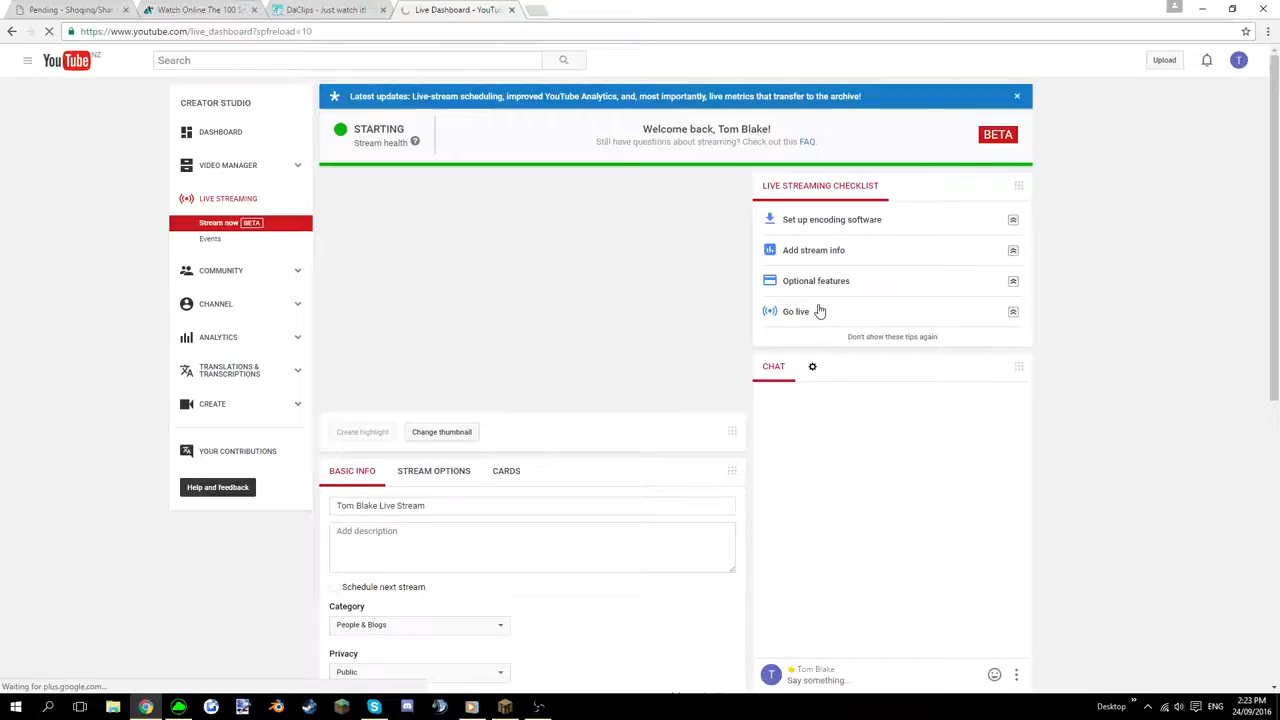 Pending - Shoqirq/Shark
Watch Online The 100 Se
DaClips - Just watch it!
Live Dashboard - YouTu
https://www.youtube.com/live_dashboard?spfreload=10
YouTube NZ
Search
Upload
T
CREATOR STUDIO
DASHBOARD
VIDEO MANAGER
LIVE STREAMING
Stream now BETA
Events
COMMUNITY
CHANNEL
ANALYTICS
TRANSLATIONS &
TRANSCRIPTIONS
CREATE
YOUR CONTRIBUTIONS
Help and feedback
Latest updates: Live-stream scheduling, improved YouTube Analytics, and, most importantly, live metrics that transfer to the archive!
STARTING
Stream health ?
Welcome back, Tom Blake!
Still have questions about streaming? Check out this FAQ.
BETA
Create highlight
Change thumbnail
BASIC INFO
STREAM OPTIONS
CARDS
Tom Blake Live Stream
Add description
Schedule next stream
Category
People & Blogs
Privacy
Public
LIVE STREAMING CHECKLIST
Set up encoding software
Add stream info
Optional features
Go live
Don't show these tips again
CHAT
T
Tom Blake
Say something...
Waiting for plus.google.com...
Desktop
ENG
2:23 PM
24/09/2016